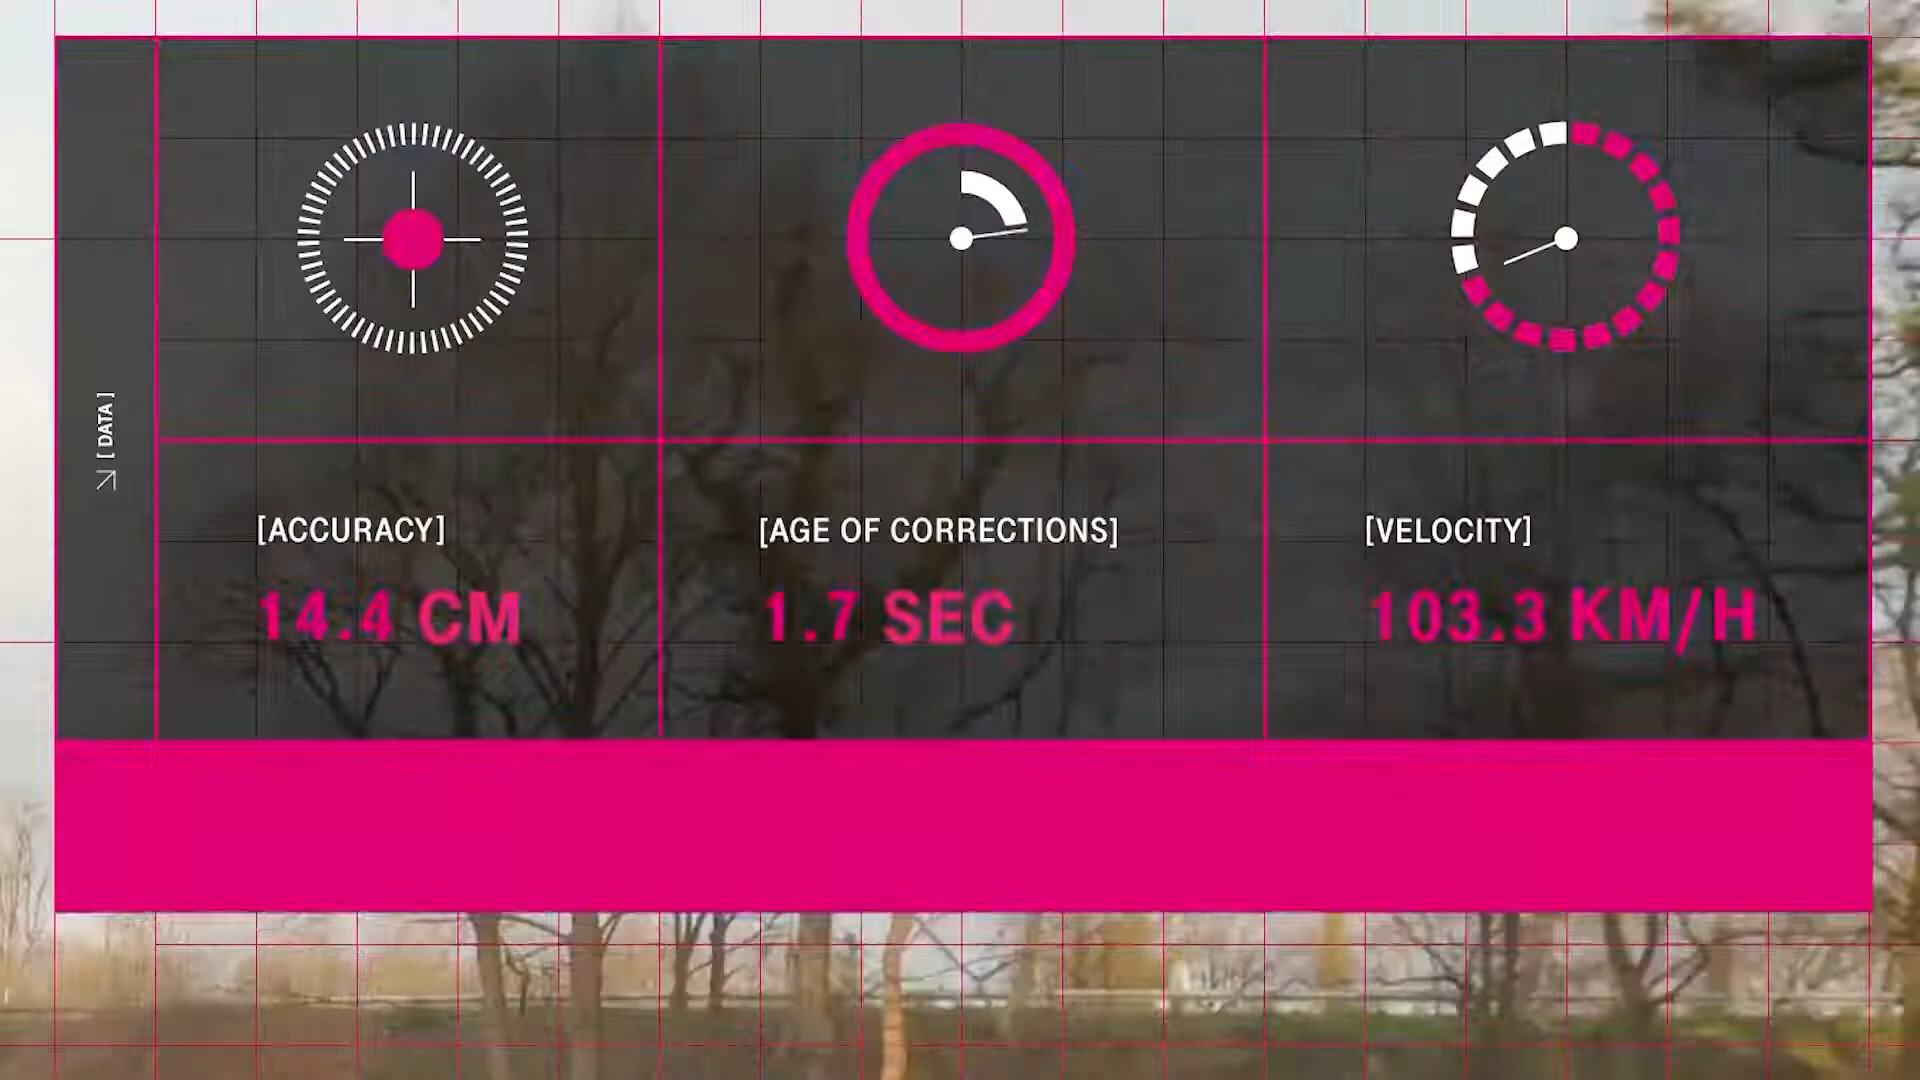 [ DATA ]
[ACCURACY]
14.4 CM
[AGE OF CORRECTIONS]
1.7 SEC
[VELOCITY]
103.3 KM/H